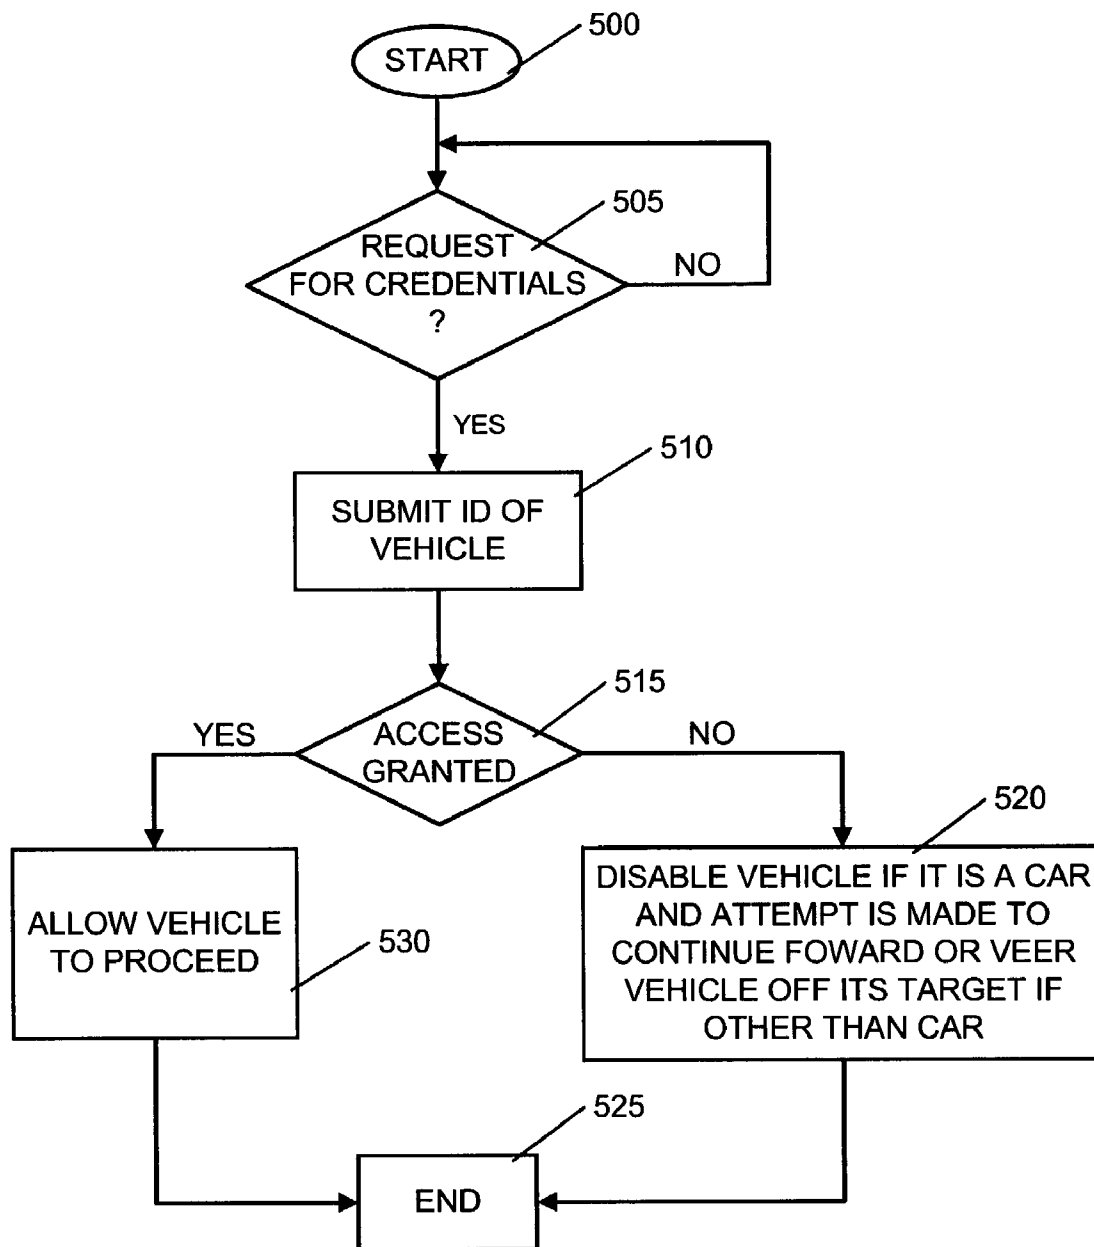 500
START
505
REQUEST
FOR CREDENTIALS
?
NO
YES
510
SUBMIT ID OF
VEHICLE
515
YES
ACCESS
GRANTED
NO
520
ALLOW VEHICLE
TO PROCEED
530
DISABLE VEHICLE IF IT IS A CAR
AND ATTEMPT IS MADE TO
CONTINUE FOWARD OR VEER
VEHICLE OFF ITS TARGET IF
OTHER THAN CAR
525
END